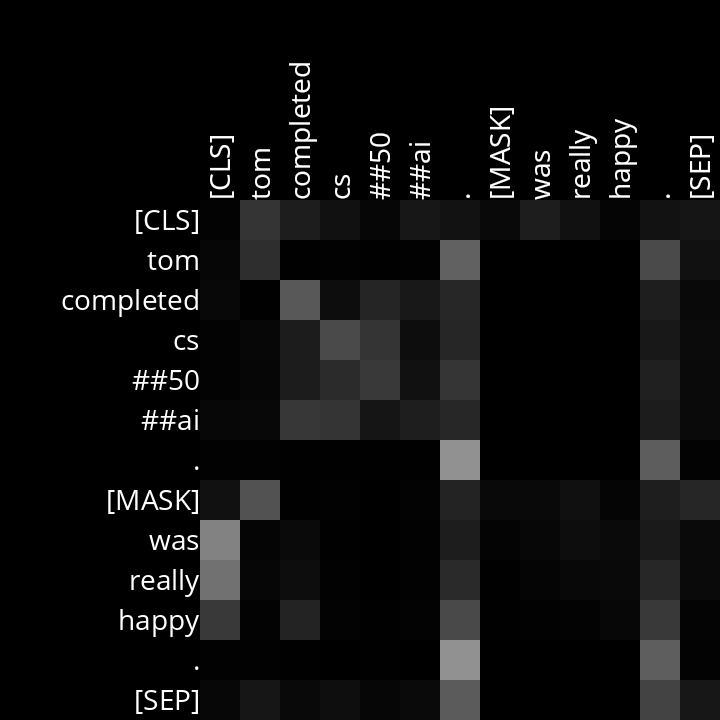 [CLS]
tom
completed
cs
##50
##ai
.
[MASK]
was
really
happy
.
[SEP]
[CLS]
tom
completed
cs
##50
##ai
.
[MASK]
was
really
happy
.
[SEP]